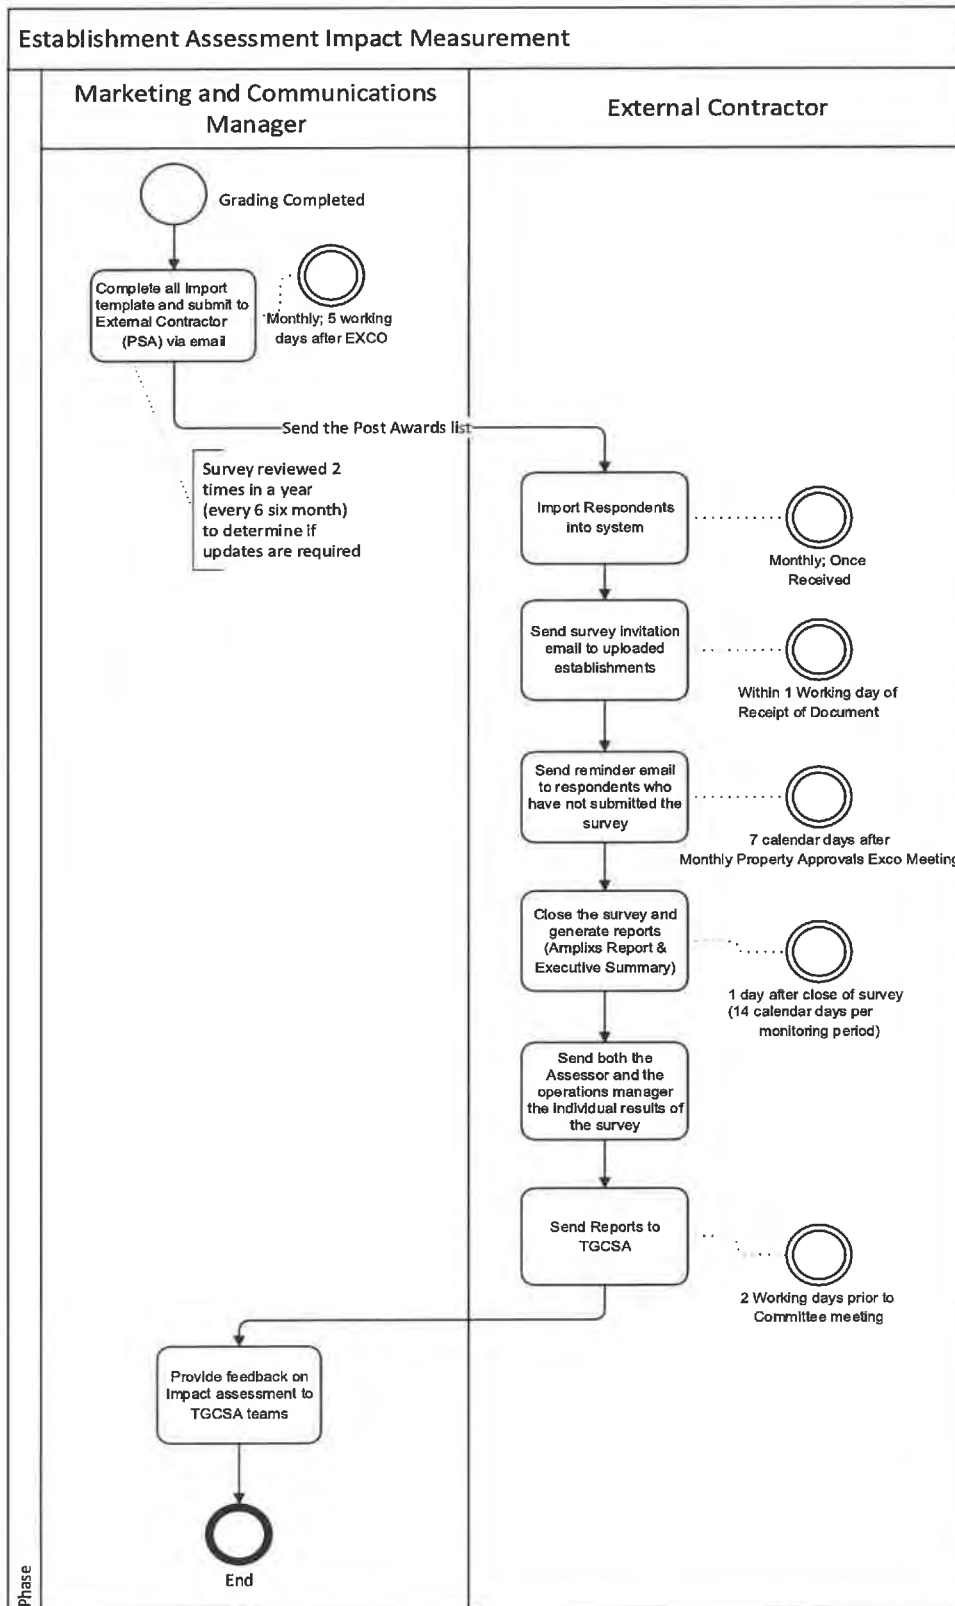 Establishment Assessment Impact Measurement
Marketing and Communications
Manager
External Contractor
Grading Completed
Complete all Import
template and submit to
External Contractor
(PSA) via email
Monthly; 5 working
days after EXCO
Send the Post Awards list
Survey reviewed 2
times in a year
(every 6 six month)
to determine if
updates are required
Import Respondents
into system
Monthly; Once
Received
Send survey invitation
email to uploaded
establishments
Within 1 Working day of
Receipt of Document
Send reminder email
to respondents who
have not submitted the
survey
7 calendar days after
Monthly Property Approvals Exco Meeting
Close the survey and
generate reports
(Amplixs Report &
Executive Summary)
1 day after close of survey
(14 calendar days per
monitoring period)
Send both the
Assessor and the
operations manager
the individual results of
the survey
Send Reports to
TGCSA
2 Working days prior to
Committee meeting
Provide feedback on
Impact assessment to
TGCSA teams
End
Phase